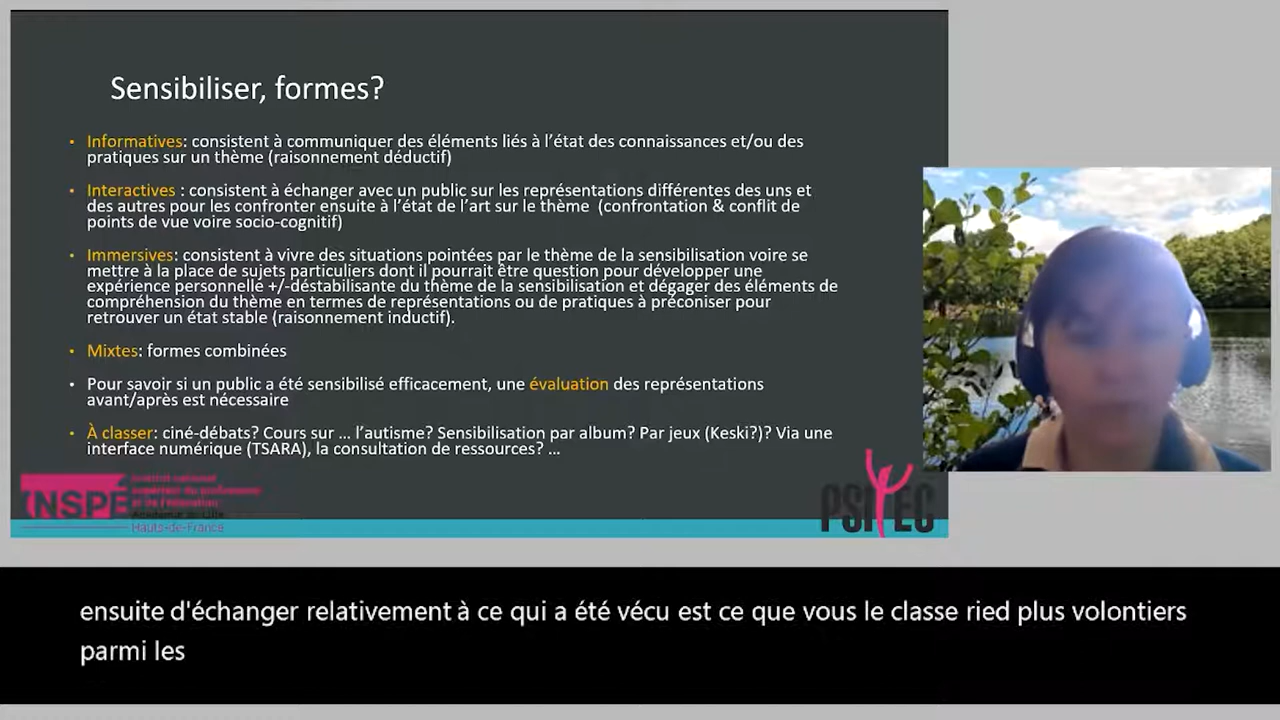 Sensibiliser, formes?
• Informatives: consistent à communiquer des éléments liés à l'état des connaissances et/ou des
pratiques sur un thème (raisonnement déductif)
• Interactives : consistent à échanger avec un public sur les représentations différentes des uns et
des autres pour les confronter ensuite à l'état de l'art sur le thème (confrontation & conflit de
points de vue voire socio-cognitif)
• Immersives: consistent à vivre des situations pointées par le thème de la sensibilisation voire se
mettre à la place de sujets particuliers dont il pourrait être question pour développer une
expérience personnelle +/-déstabilisante du thème de la sensibilisation et dégager des éléments de
compréhension du thème en termes de représentations ou de pratiques à préconiser pour
retrouver un état stable (raisonnement inductif).
• Mixtes: formes combinées
• Pour savoir si un public a été sensibilisé efficacement, une évaluation des représentations
avant/après est nécessaire
• À classer: ciné-débats? Cours sur ... l'autisme? Sensibilisation par album? Par jeux (Keski?)? Via une
interface numérique (TSARA), la consultation de ressources? ...
INSPÉ
Institut national
supérieur du professorat
et de l'éducation
Académie de Lille
Hauts-de-France
PSITEC
ensuite d'échanger relativement à ce qui a été vécu est ce que vous le classe ried plus volontiers
parmi les